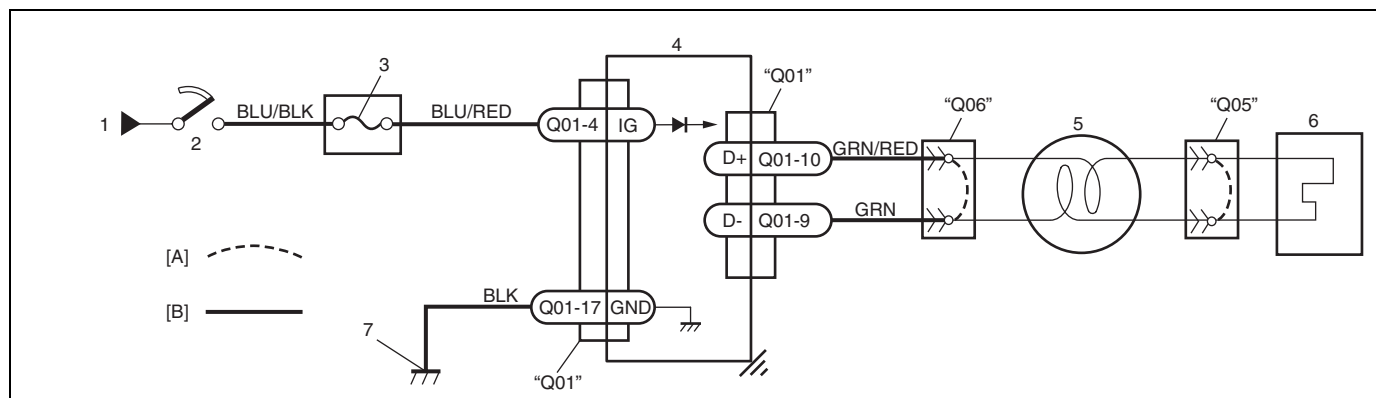 4
3
“Q01”
“Q06”
5
“Q05”
6
1
2
BLU/BLK
BLU/RED
Q01-4 IG
D+ Q01-10
GRN/RED
D- Q01-9
GRN
[A]
[B]
BLK
Q01-17 GND
7
“Q01”